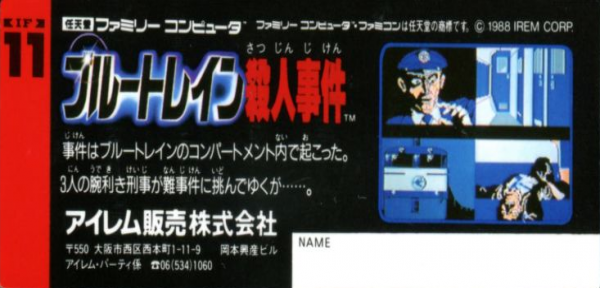 KIFE
11
任天堂 ファミリー コンピュータ ファミリー コンピュータ・ファミコンは任天堂の商標です。 © 1988 IREM CORP.
さつ じん じ けん
ブルートレイン殺人事件™
じ けん ない お
事件はブルートレインのコンパートメント内で起こった。
にん うで き けい じ なん じ けん いど
3人の腕利き刑事が難事件に挑んでゆくが……。
アイレム販売株式会社
〒550 大阪市西区西本町1-11-9 岡本興産ビル
アイレム・パーティ係 ☎06(534)1060
NAME